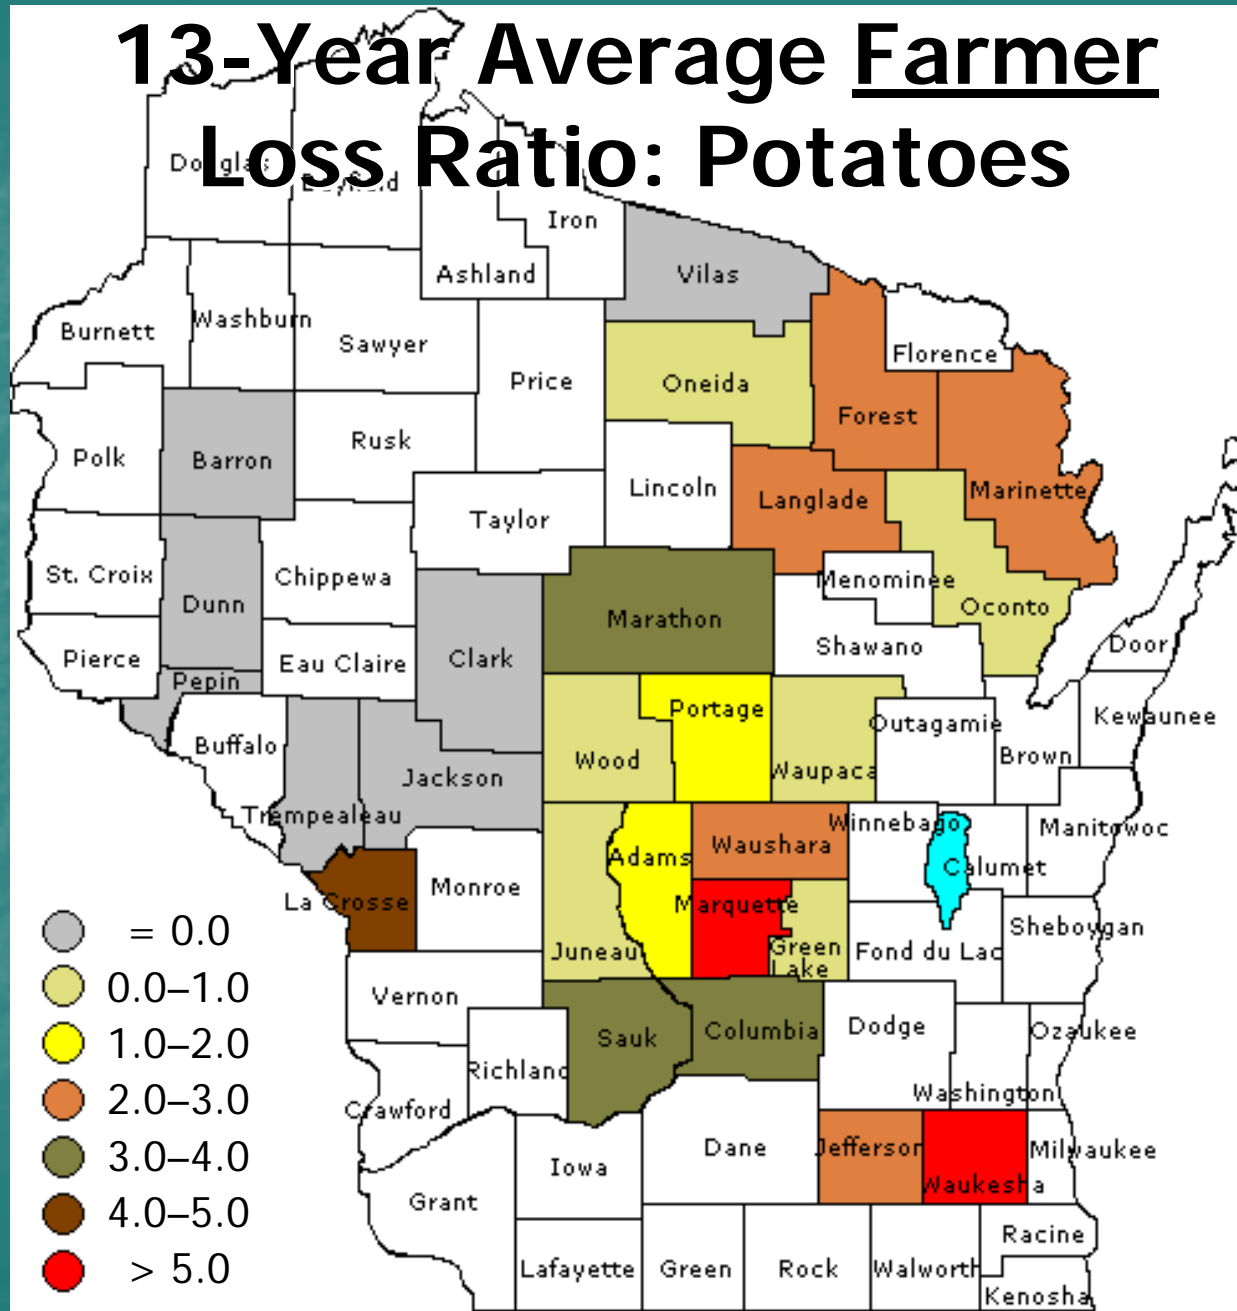 13-Year Average Farmer
Loss Ratio: Potatoes
Douglas
Bayfield
Iron
Ashland
Vilas
Burnett
Washburn
Sawyer
Florence
Price
Oneida
Forest
Polk
Barron
Rusk
Lincoln
Langlade
Marinette
Taylor
St. Croix
Chippewa
Menominee
Dunn
Oconto
Marathon
Pierce
Eau Claire
Clark
Shawano
Door
Pepin
Portage
Outagamie
Kewaunee
Buffalo
Wood
Waupaca
Brown
Jackson
Trempealeau
Winnebago
Manitowoc
Waushara
Adams
Calumet
La Crosse
Monroe
Marquette
Sheboygan
Juneau
Green
Lake
Fond du Lac
= 0.0
0.0–1.0
1.0–2.0
2.0–3.0
3.0–4.0
4.0–5.0
> 5.0
Vernon
Sauk
Columbia
Dodge
Ozaukee
Richland
Washington
Crawford
Dane
Jefferson
Milwaukee
Iowa
Waukesha
Grant
Racine
Lafayette
Green
Rock
Walworth
Kenosha